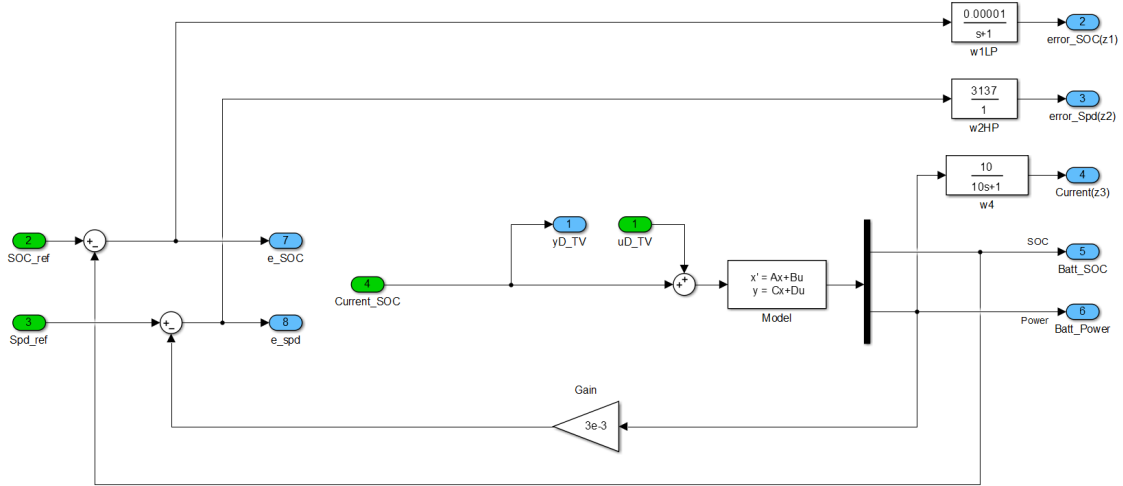 0.00001
s+1
w1LP
2
error_SOC(z1)
3137
1
w2HP
3
error_Spd(z2)
10
10s+1
w4
4
Current(z3)
2
SOC_ref
+
−
7
e_SOC
1
yD_TV
1
uD_TV
SOC
5
Batt_SOC
4
Current_SOC
+
+
x' = Ax+Bu
y = Cx+Du
Model
3
Spd_ref
+
−
8
e_spd
Power
6
Batt_Power
Gain
3e-3